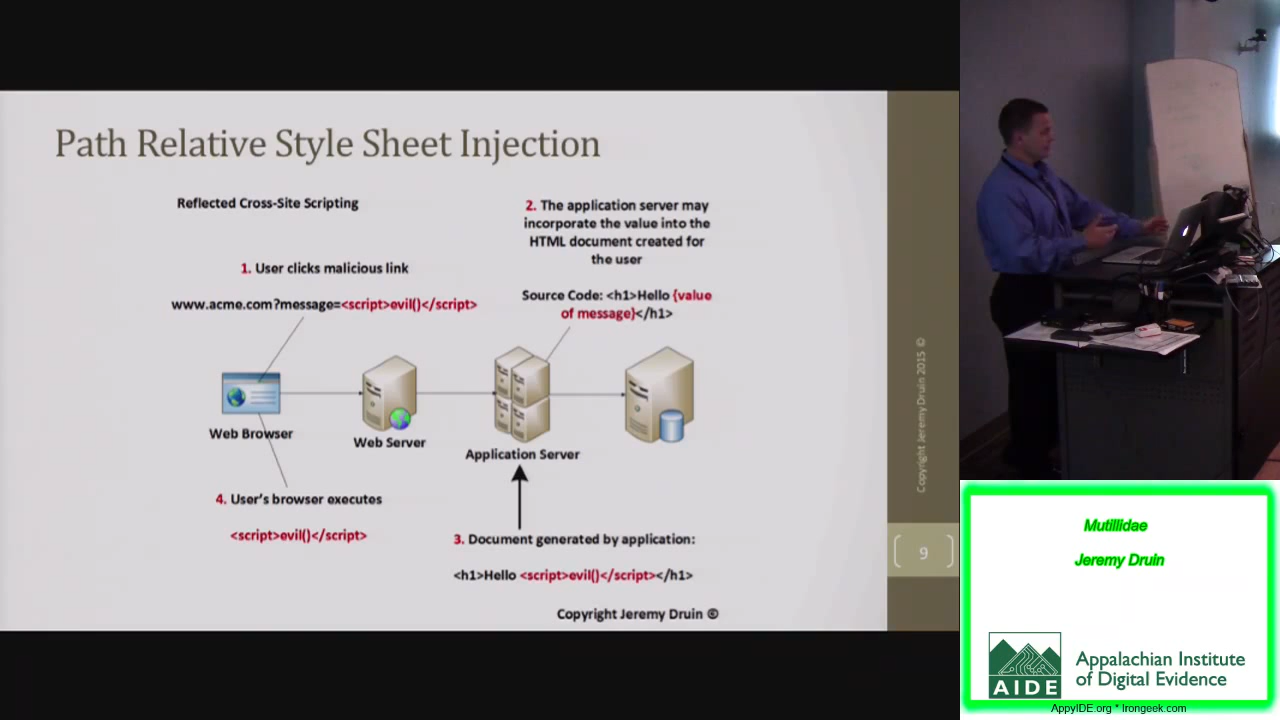 Path Relative Style Sheet Injection
Reflected Cross-Site Scripting
1. User clicks malicious link
www.acme.com?message=<script>evil()</script>
2. The application server may
incorporate the value into the
HTML document created for
the user
Source Code: <h1>Hello {value
of message}</h1>
Web Browser
Web Server
Application Server
4. User's browser executes
<script>evil()</script>
3. Document generated by application:
<h1>Hello <script>evil()</script></h1>
Copyright Jeremy Druin ©
Copyright Jeremy Druin 2015 ©
9
Mutillidae
Jeremy Druin
AIDE
Appalachian Institute
of Digital Evidence
AppyIDE.org * Irongeek.com